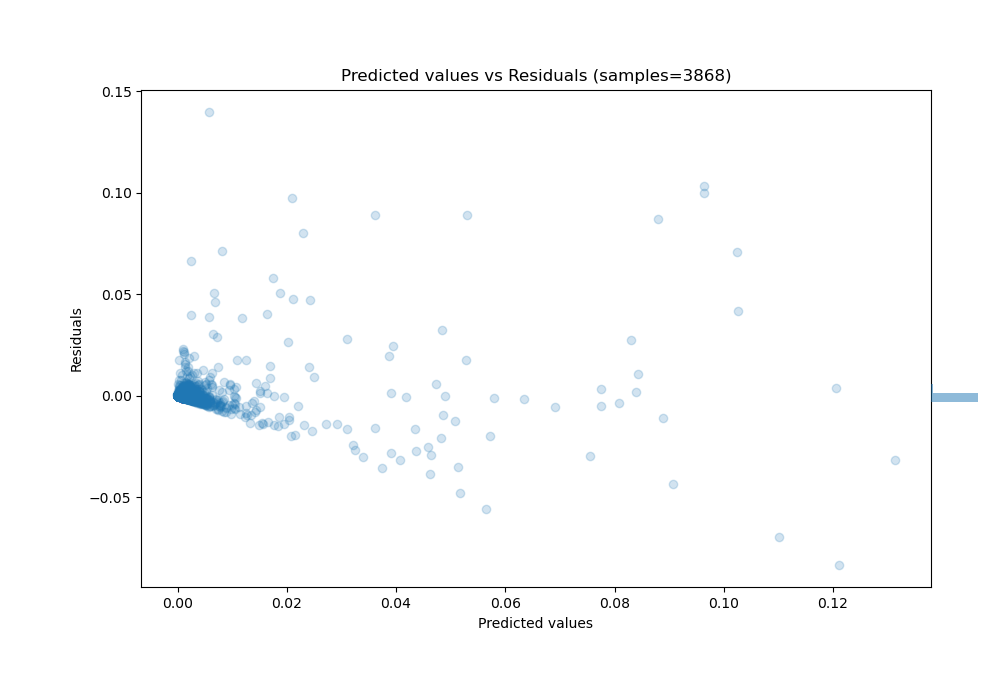 Predicted values vs Residuals (samples=3868)
0.15
0.10
0.05
0.00
−0.05
Residuals
0.00 0.02 0.04 0.06 0.08 0.10 0.12
Predicted values